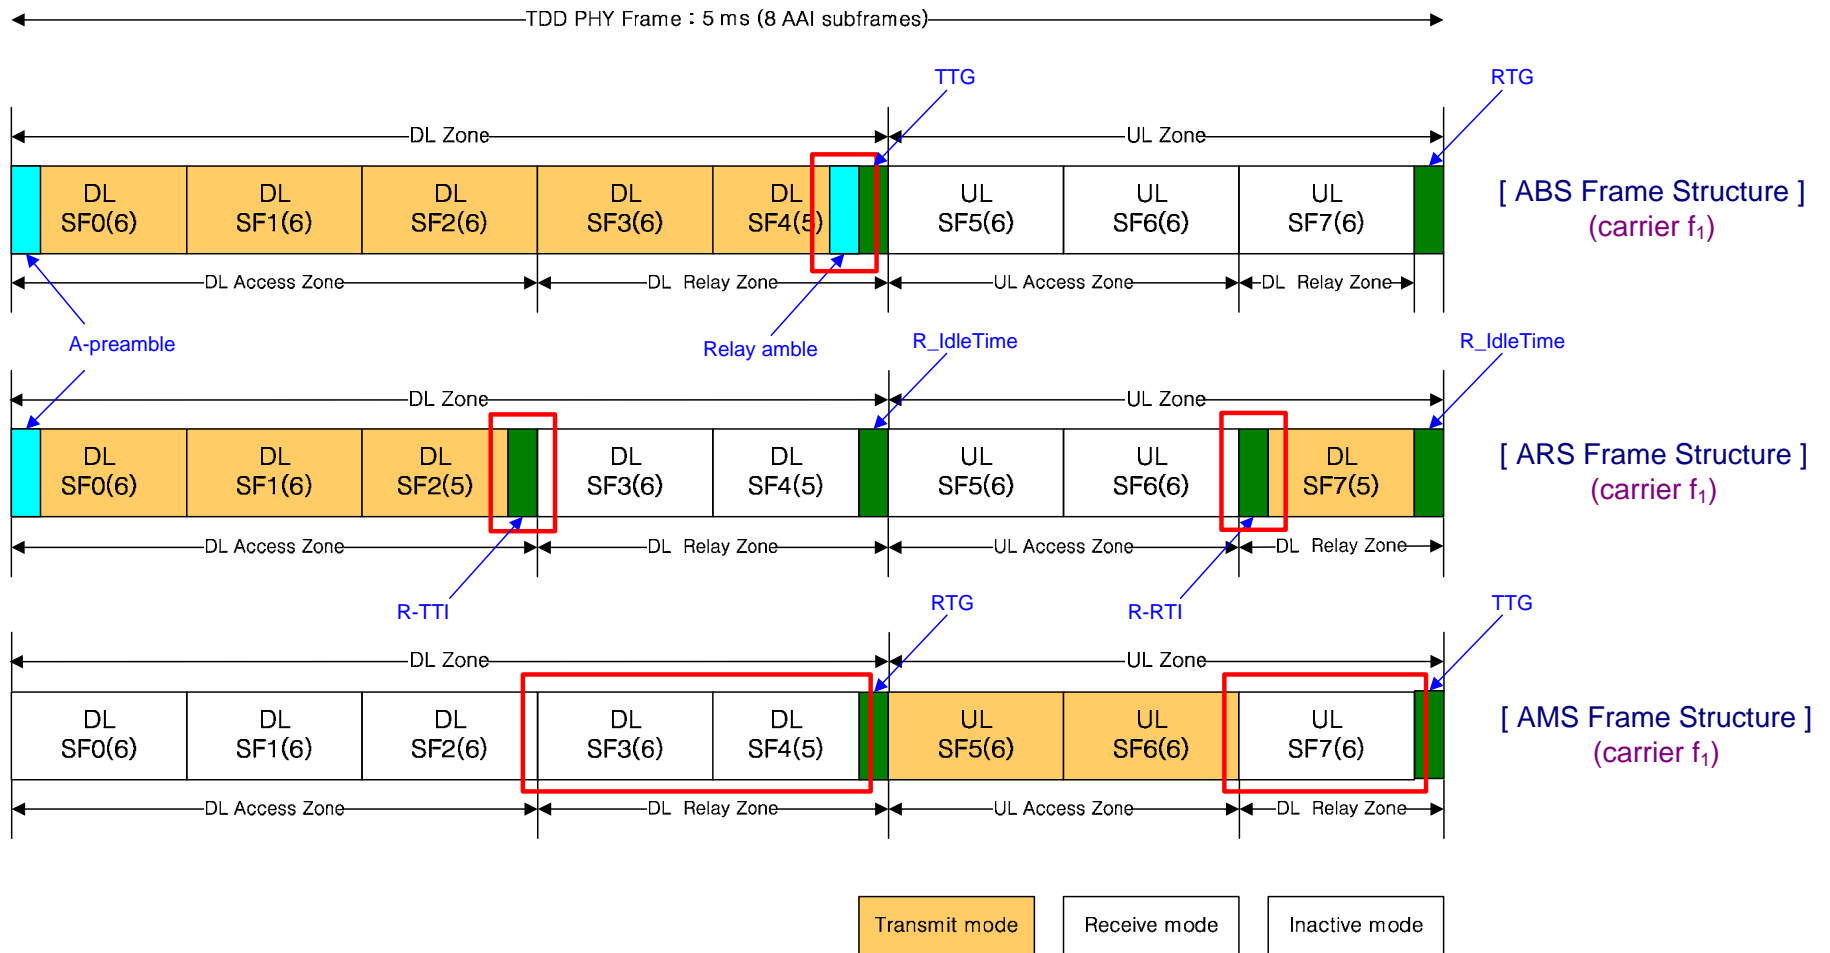 TDD PHY Frame : 5 ms (8 AAI subframes)
TTG
RTG
DL Zone
UL Zone
DL
SF0(6)
DL
SF1(6)
DL
SF2(6)
DL
SF3(6)
DL
SF4(5)
UL
SF5(6)
UL
SF6(6)
UL
SF7(6)
[ ABS Frame Structure ]
(carrier f₁)
DL Access Zone
DL Relay Zone
UL Access Zone
DL Relay Zone
A-preamble
Relay amble
R_IdleTime
R_IdleTime
DL Zone
UL Zone
DL
SF0(6)
DL
SF1(6)
DL
SF2(5)
DL
SF3(6)
DL
SF4(5)
UL
SF5(6)
UL
SF6(6)
DL
SF7(5)
[ ARS Frame Structure ]
(carrier f₁)
DL Access Zone
DL Relay Zone
UL Access Zone
DL Relay Zone
R-TTI
RTG
R-RTI
TTG
DL Zone
UL Zone
DL
SF0(6)
DL
SF1(6)
DL
SF2(6)
DL
SF3(6)
DL
SF4(5)
UL
SF5(6)
UL
SF6(6)
UL
SF7(6)
[ AMS Frame Structure ]
(carrier f₁)
DL Access Zone
DL Relay Zone
UL Access Zone
DL Relay Zone
Transmit mode
Receive mode
Inactive mode